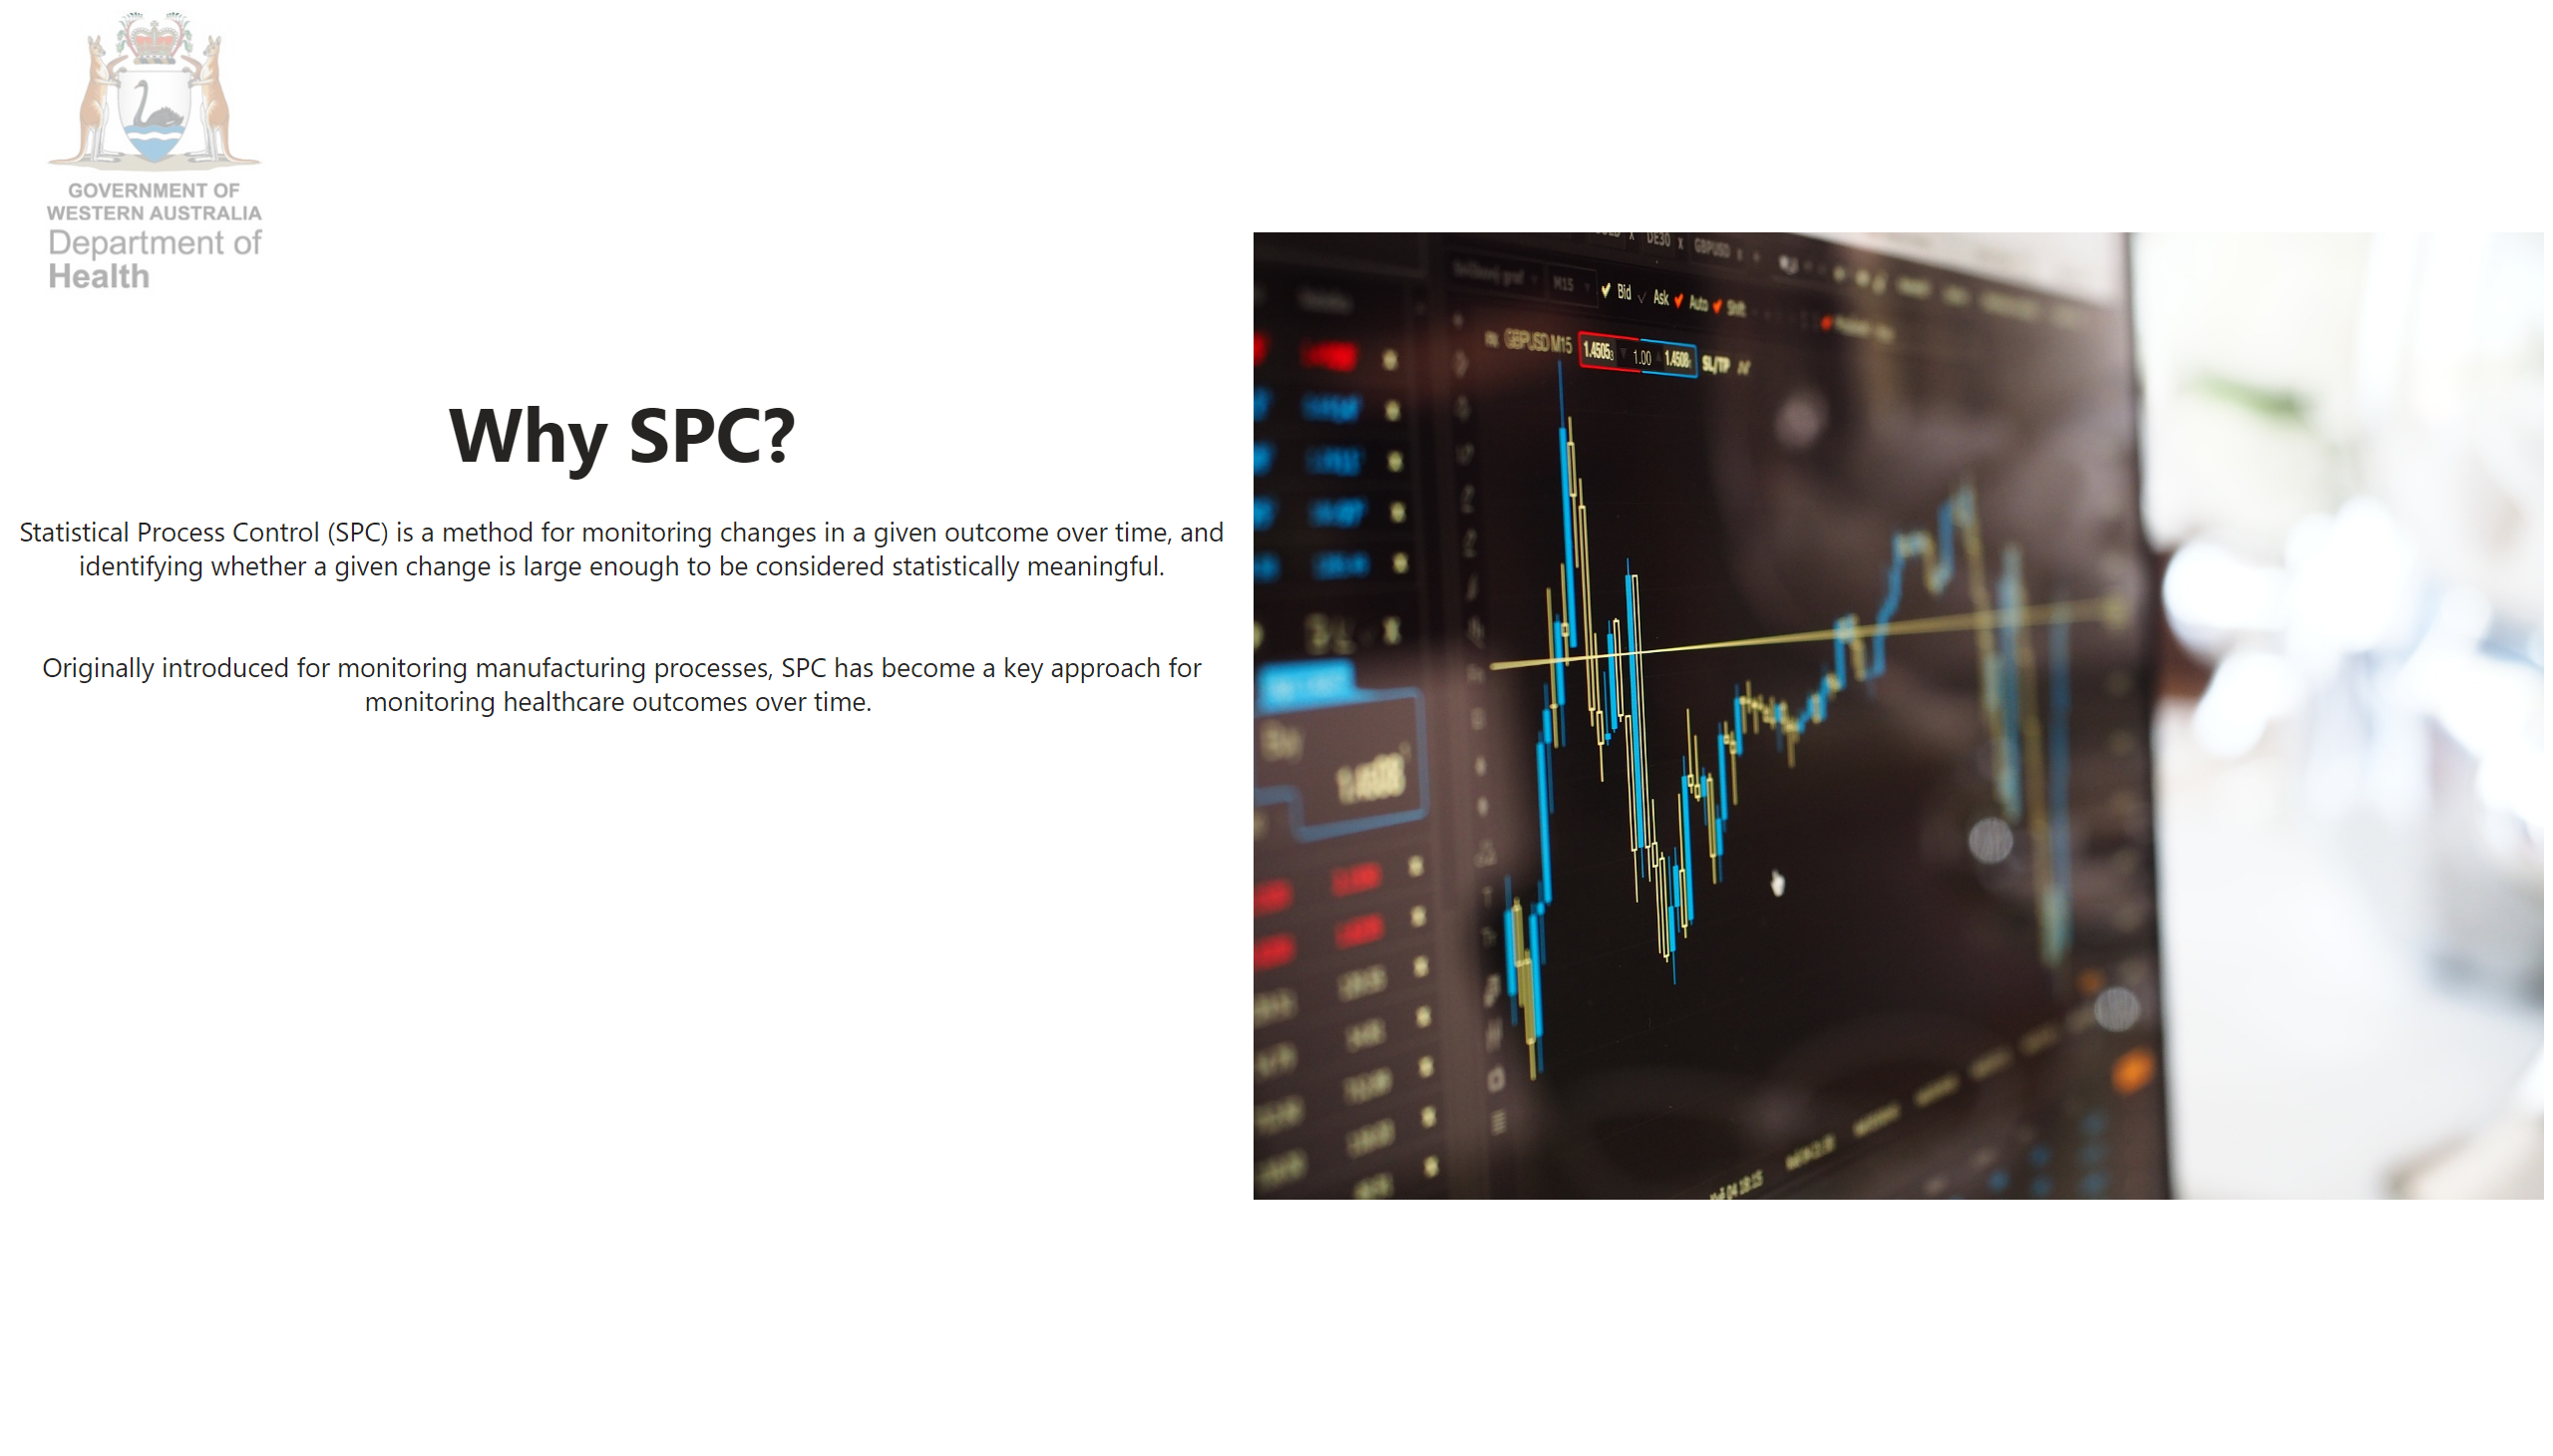 GOVERNMENT OF
WESTERN AUSTRALIA
Department of
Health
Why SPC?
Statistical Process Control (SPC) is a method for monitoring changes in a given outcome over time, and
identifying whether a given change is large enough to be considered statistically meaningful.
Originally introduced for monitoring manufacturing processes, SPC has become a key approach for
monitoring healthcare outcomes over time.
DE30 x GBPUSD x
M15 Bid Ask Auto Shift
GBPUSD M15 1.4505 1.00 1.4508 SL/TP